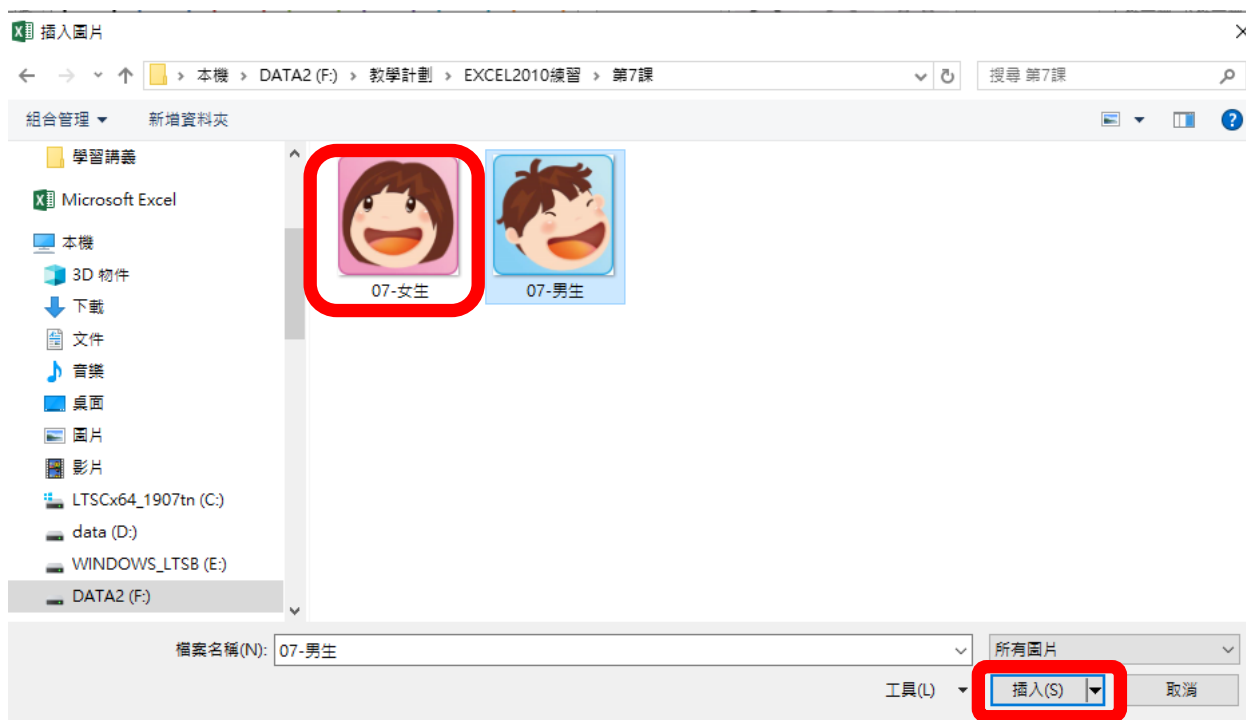 插入圖片
本機 › DATA2 (F:) › 教學計劃 › EXCEL2010練習 › 第7課
搜尋 第7課
組合管理 新增資料夾
學習講義
Microsoft Excel
本機
3D 物件
下載
文件
音樂
桌面
圖片
影片
LTSCx64_1907tn (C:)
data (D:)
WINDOWS_LTSB (E:)
DATA2 (F:)
07-女生
07-男生
檔案名稱(N): 07-男生
所有圖片
工具(L) 插入(S) 取消